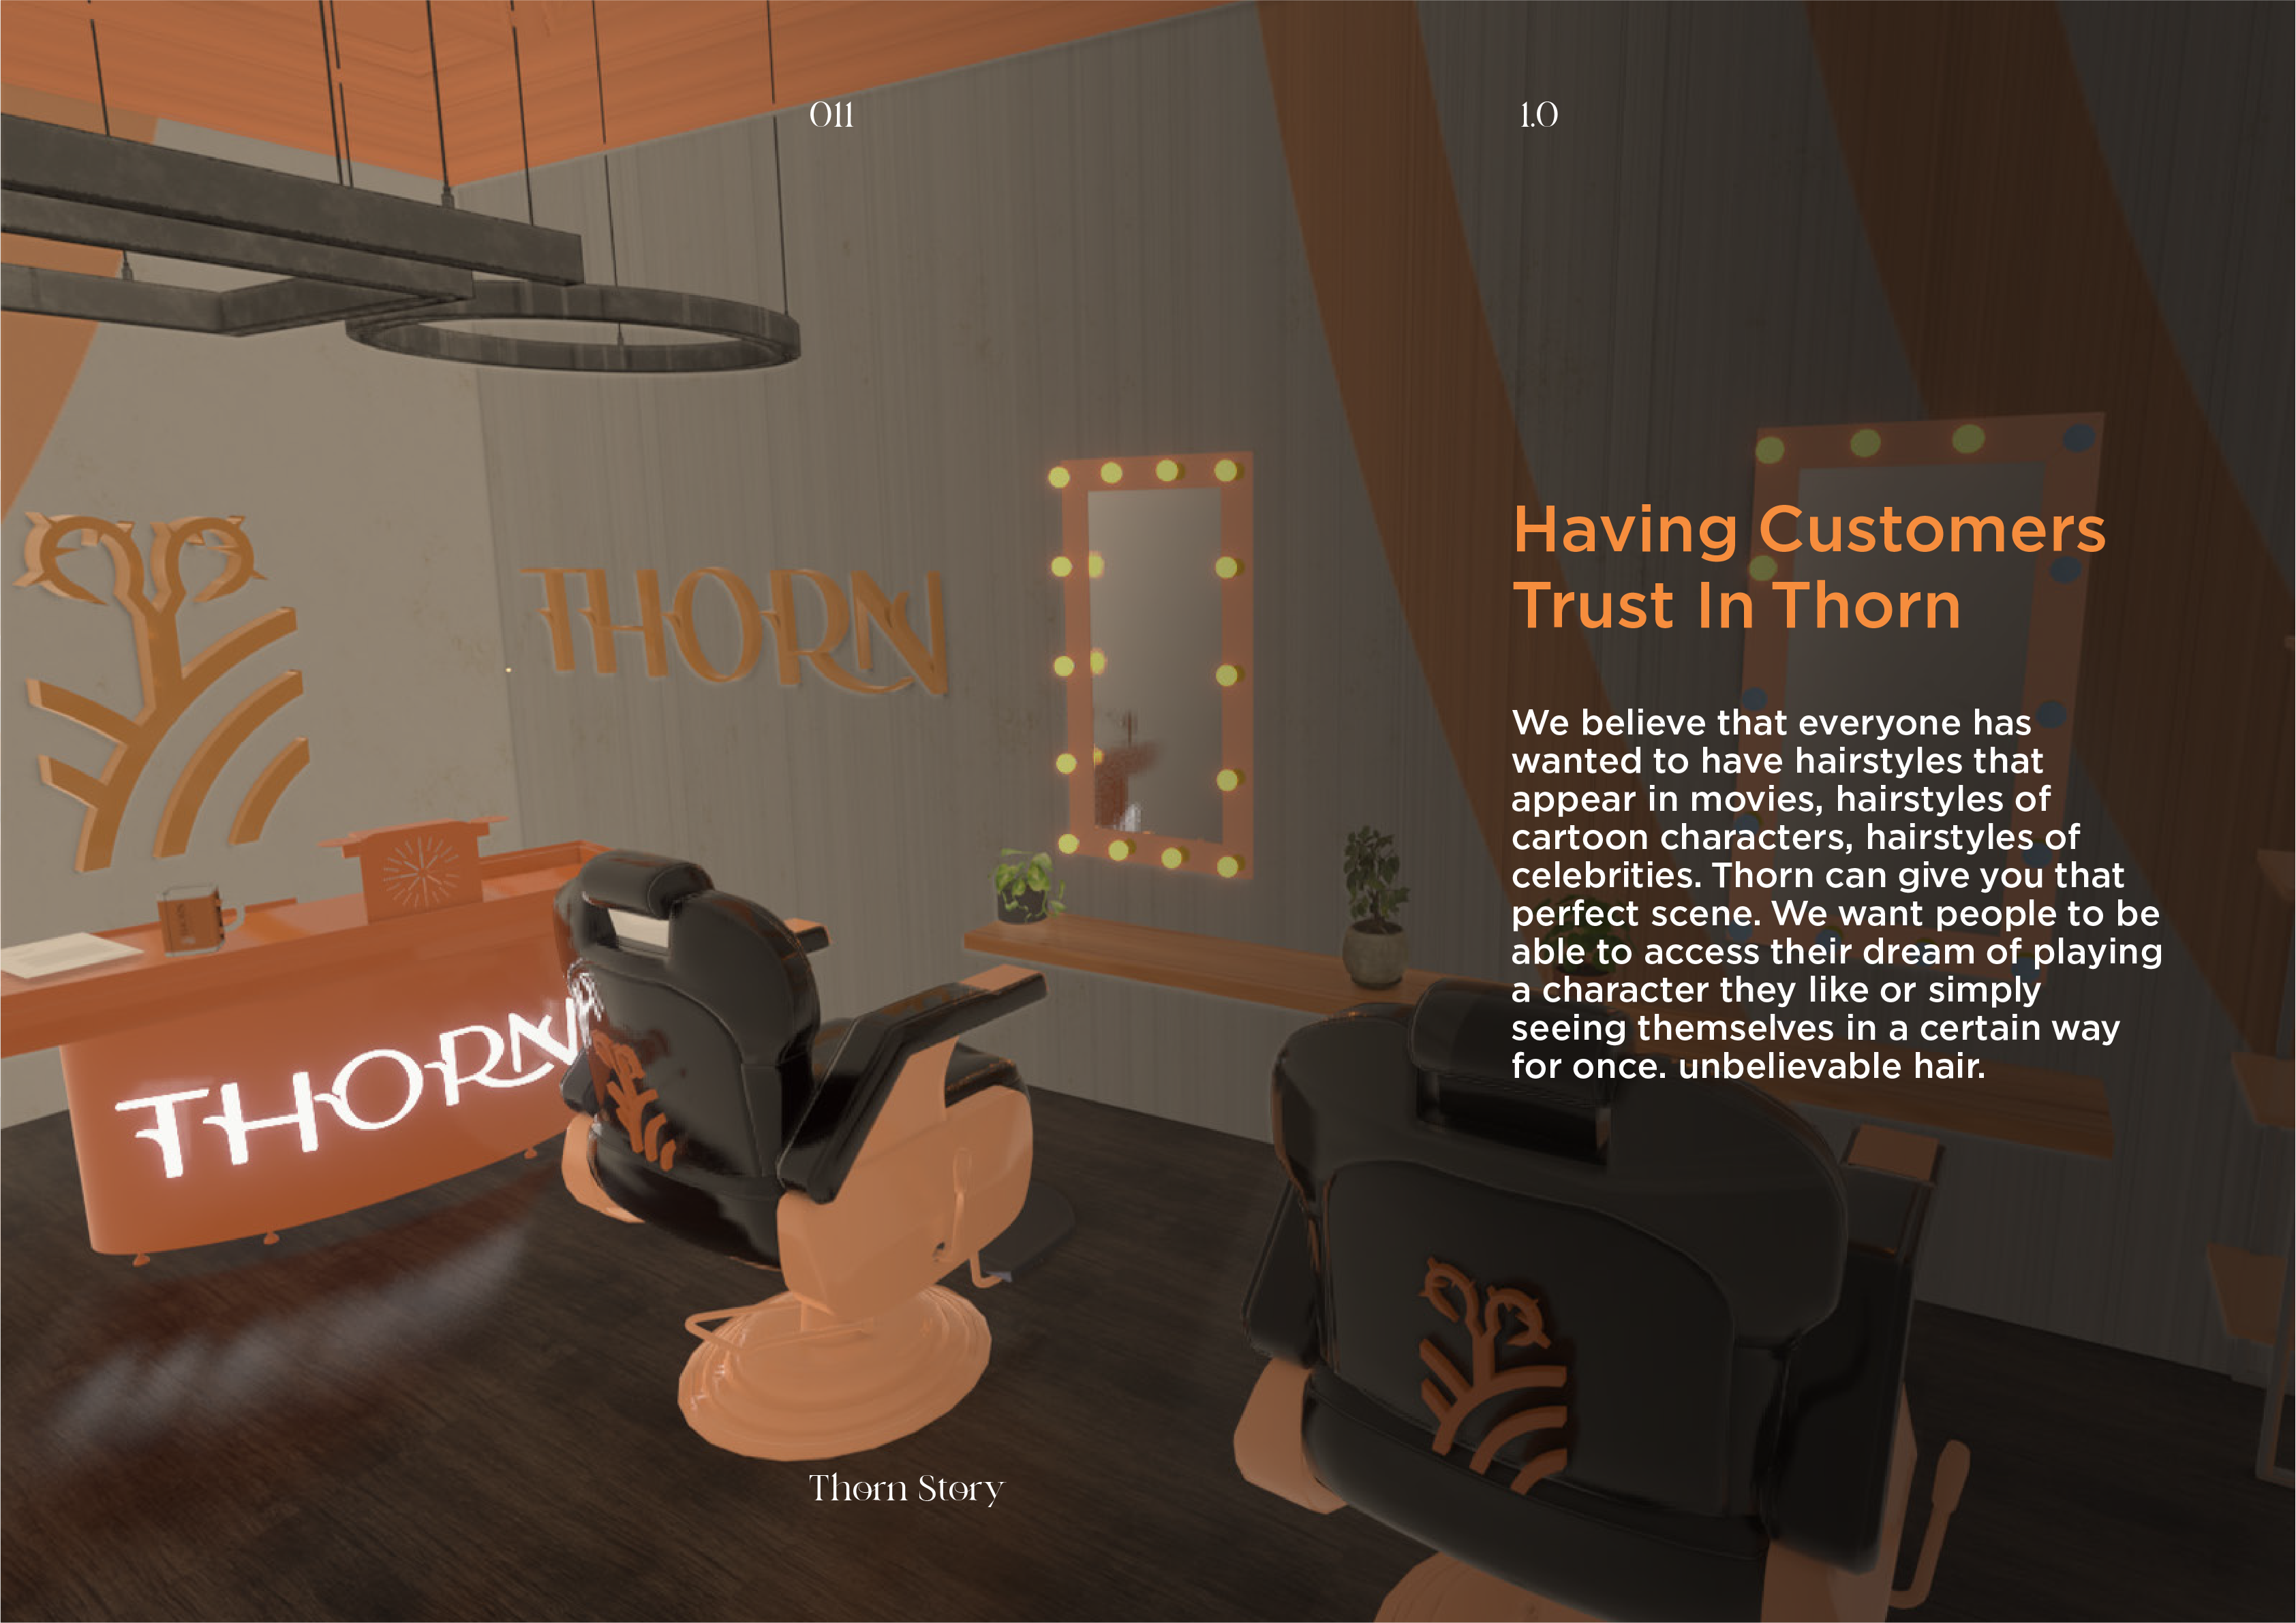 011
1.0
THORN
Having Customers
Trust In Thorn
We believe that everyone has
wanted to have hairstyles that
appear in movies, hairstyles of
cartoon characters, hairstyles of
celebrities. Thorn can give you that
perfect scene. We want people to be
able to access their dream of playing
a character they like or simply
seeing themselves in a certain way
for once. unbelievable hair.
THORN
Thorn Story